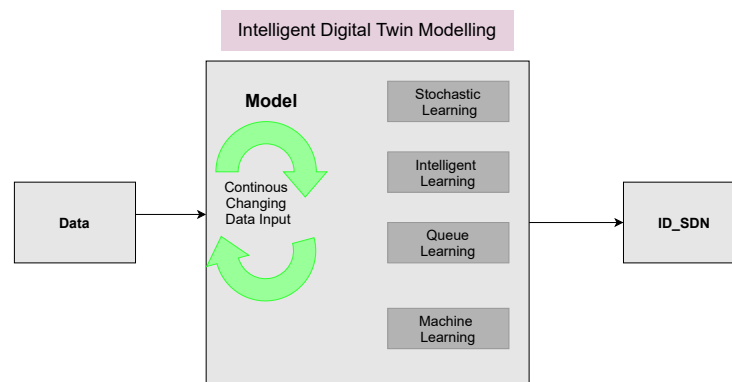 Intelligent Digital Twin Modelling
Model
Continous
Changing
Data Input
Stochastic
Learning
Intelligent
Learning
Queue
Learning
Machine
Learning
Data
ID_SDN